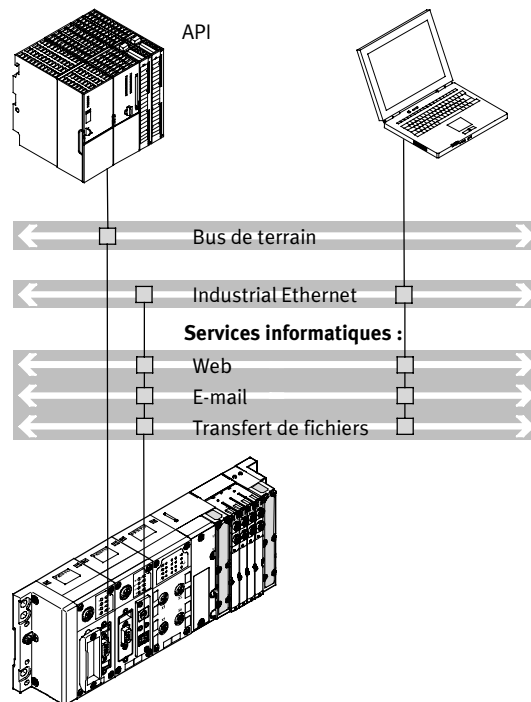 API
Bus de terrain
Industrial Ethernet
Services informatiques :
Web
E-mail
Transfert de fichiers